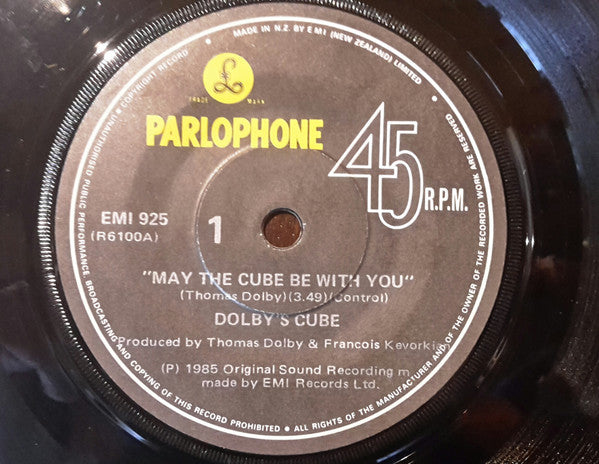 MADE IN N.Z. BY EMI (NEW ZEALAND) LIMITED
• ALL RIGHTS OF THE MANUFACTURER AND OF THE OWNER OF THE RECORDED WORK ARE RESERVED
UNAUTHORISED PUBLIC PERFORMANCE, BROADCASTING AND COPYING OF THIS RECORD PROHIBITED
COPYRIGHT RECORD
£
TRADE MARK
PARLOPHONE
45 R.P.M.
EMI 925
(R6100A)
1
"MAY THE CUBE BE WITH YOU"
(Thomas Dolby)(3.49)(Control)
DOLBY'S CUBE
Produced by Thomas Dolby & Francois Kevorkian
(P) 1985 Original Sound Recording m
made by EMI Records Ltd.